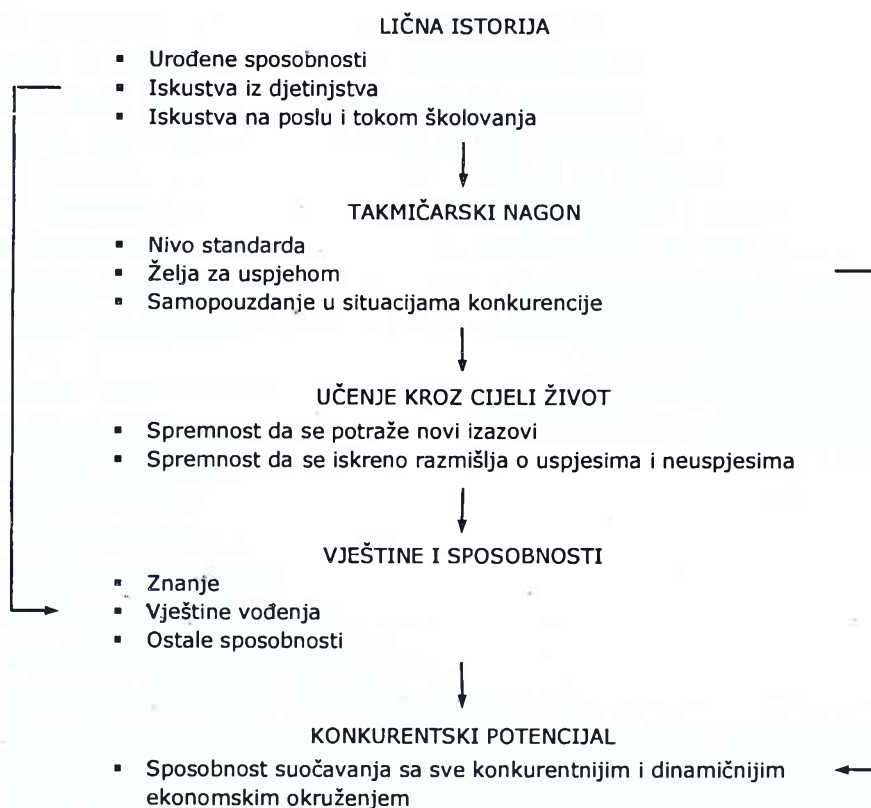 LIČNA ISTORIJA
▪ Urođene sposobnosti
▪ Iskustva iz djetinjstva
▪ Iskustva na poslu i tokom školovanja
TAKMIČARSKI NAGON
▪ Nivo standarda
▪ Želja za uspjehom
▪ Samopouzdanje u situacijama konkurencije
UČENJE KROZ CIJELI ŽIVOT
▪ Spremnost da se potraže novi izazovi
▪ Spremnost da se iskreno razmišlja o uspjesima i neuspjesima
VJEŠTINE I SPOSOBNOSTI
▪ Znanje
▪ Vještine vođenja
▪ Ostale sposobnosti
KONKURENTSKI POTENCIJAL
▪ Sposobnost suočavanja sa sve konkurentnijim i dinamičnijim
ekonomskim okruženjem